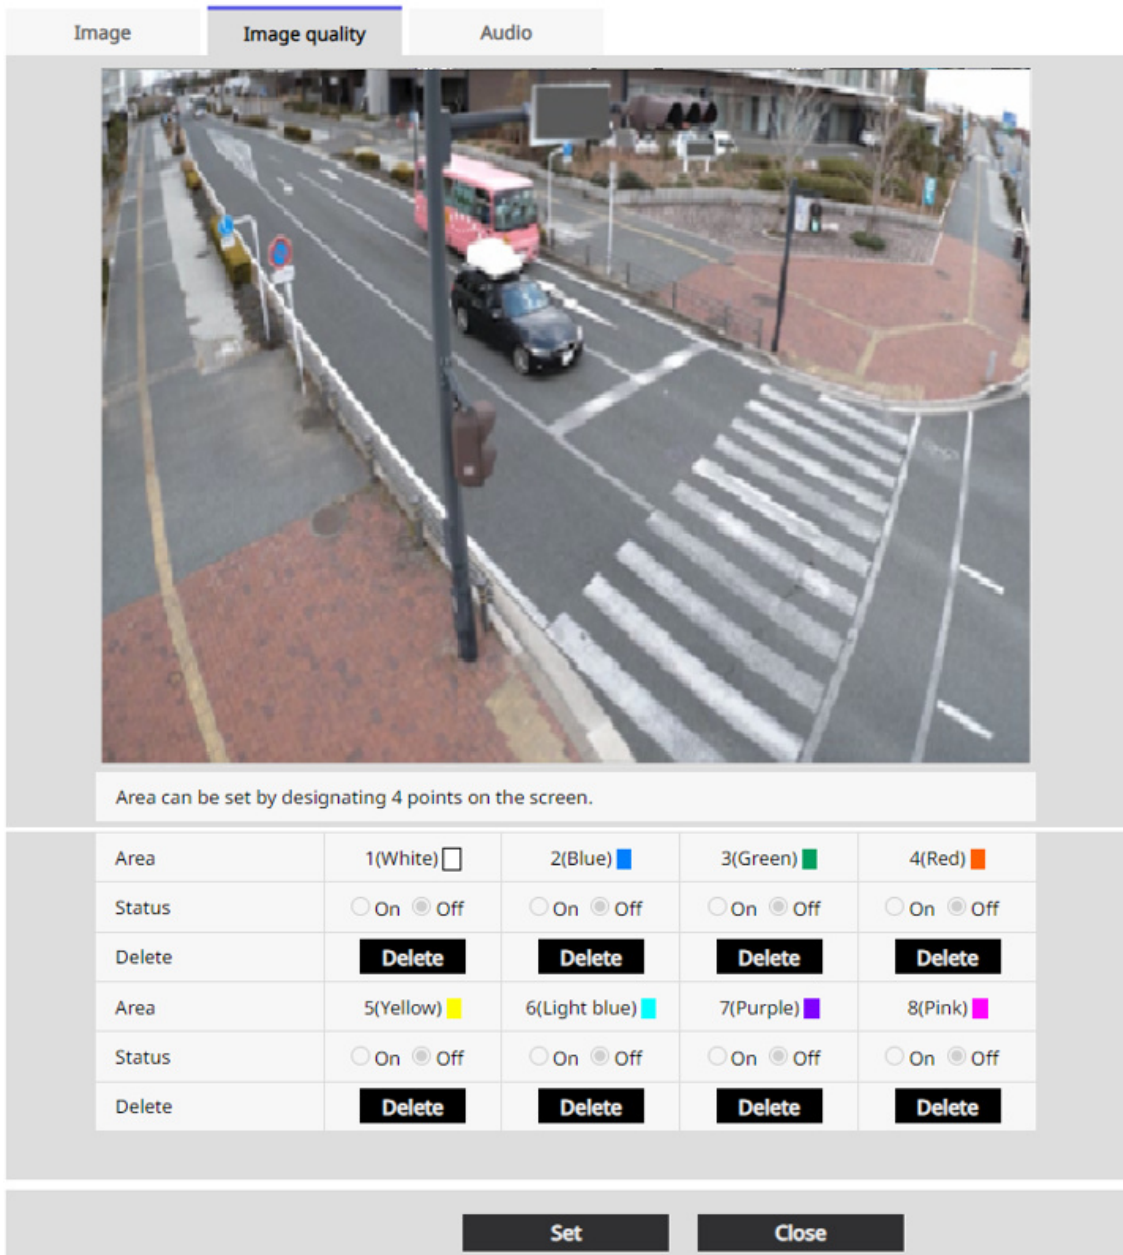 Image Image quality Audio
Area can be set by designating 4 points on the screen.
Area 1(White) 2(Blue) 3(Green) 4(Red)
Status On Off On Off On Off On Off
Delete Delete Delete Delete Delete
Area 5(Yellow) 6(Light blue) 7(Purple) 8(Pink)
Status On Off On Off On Off On Off
Delete Delete Delete Delete Delete
Set Close